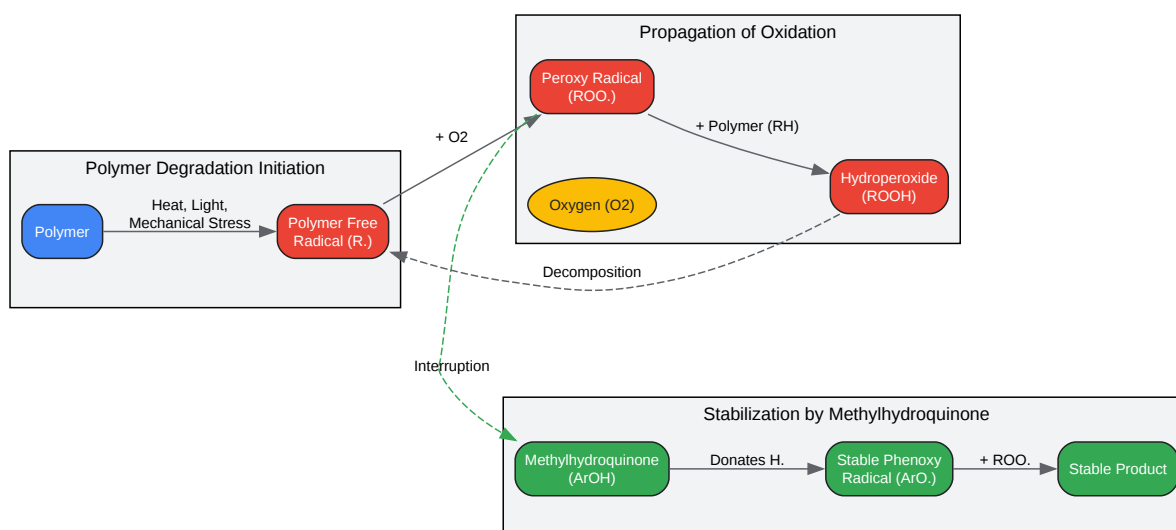 Propagation of Oxidation
Peroxy Radical
(ROO.)
+ Polymer (RH)
+ O2
Hydroperoxide
(ROOH)
Oxygen (O2)
Polymer Degradation Initiation
Polymer
Heat, Light,
Mechanical Stress
Polymer Free
Radical (R.)
Decomposition
Interruption
Stabilization by Methylhydroquinone
Methylhydroquinone
(ArOH)
Donates H.
Stable Phenoxy
Radical (ArO.)
+ ROO.
Stable Product